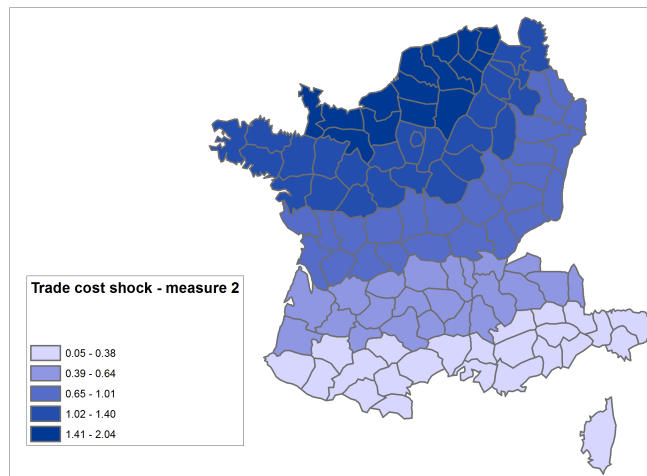 Trade cost shock - measure 2
0.05 - 0.38
0.39 - 0.64
0.65 - 1.01
1.02 - 1.40
1.41 - 2.04